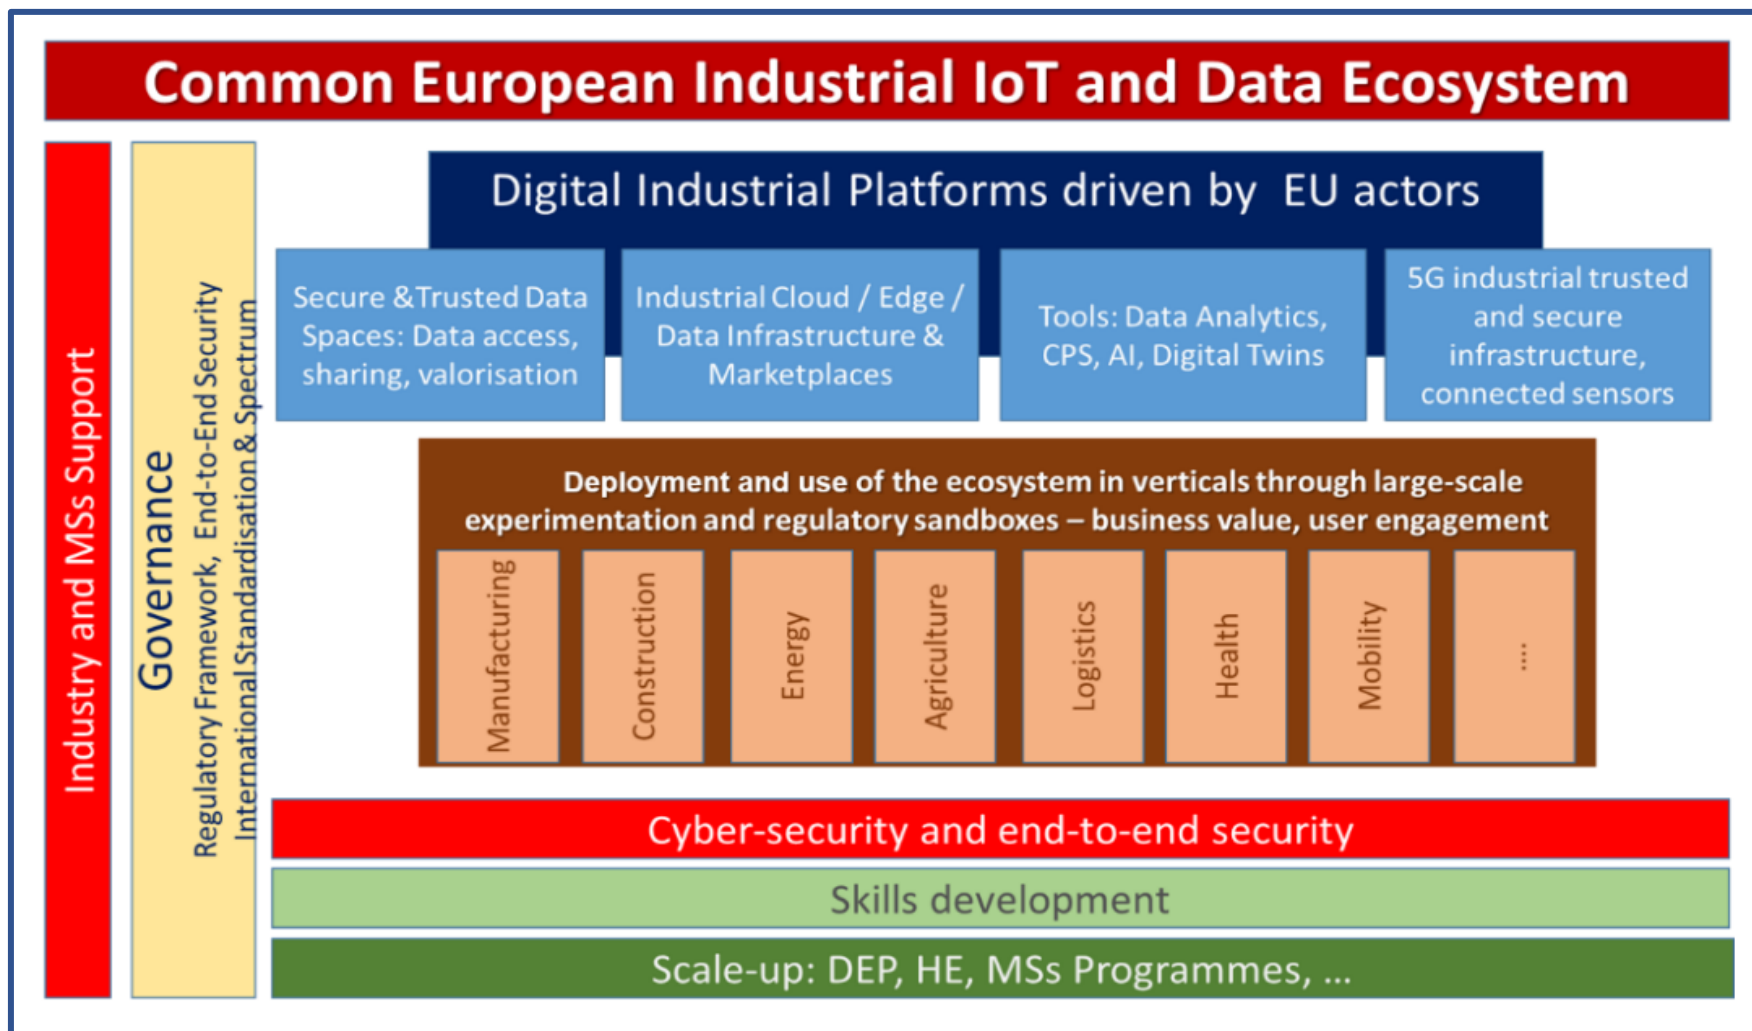 Common European Industrial IoT and Data Ecosystem
Industry and MSs Support
Governance
Regulatory Framework, End-to-End Security
International Standardisation & Spectrum
Digital Industrial Platforms driven by EU actors
Secure &Trusted Data
Spaces: Data access,
sharing, valorisation
Industrial Cloud / Edge /
Data Infrastructure &
Marketplaces
Tools: Data Analytics,
CPS, AI, Digital Twins
5G industrial trusted
and secure
infrastructure,
connected sensors
Deployment and use of the ecosystem in verticals through large-scale
experimentation and regulatory sandboxes – business value, user engagement
Manufacturing
Construction
Energy
Agriculture
Logistics
Health
Mobility
....
Cyber-security and end-to-end security
Skills development
Scale-up: DEP, HE, MSs Programmes, ...